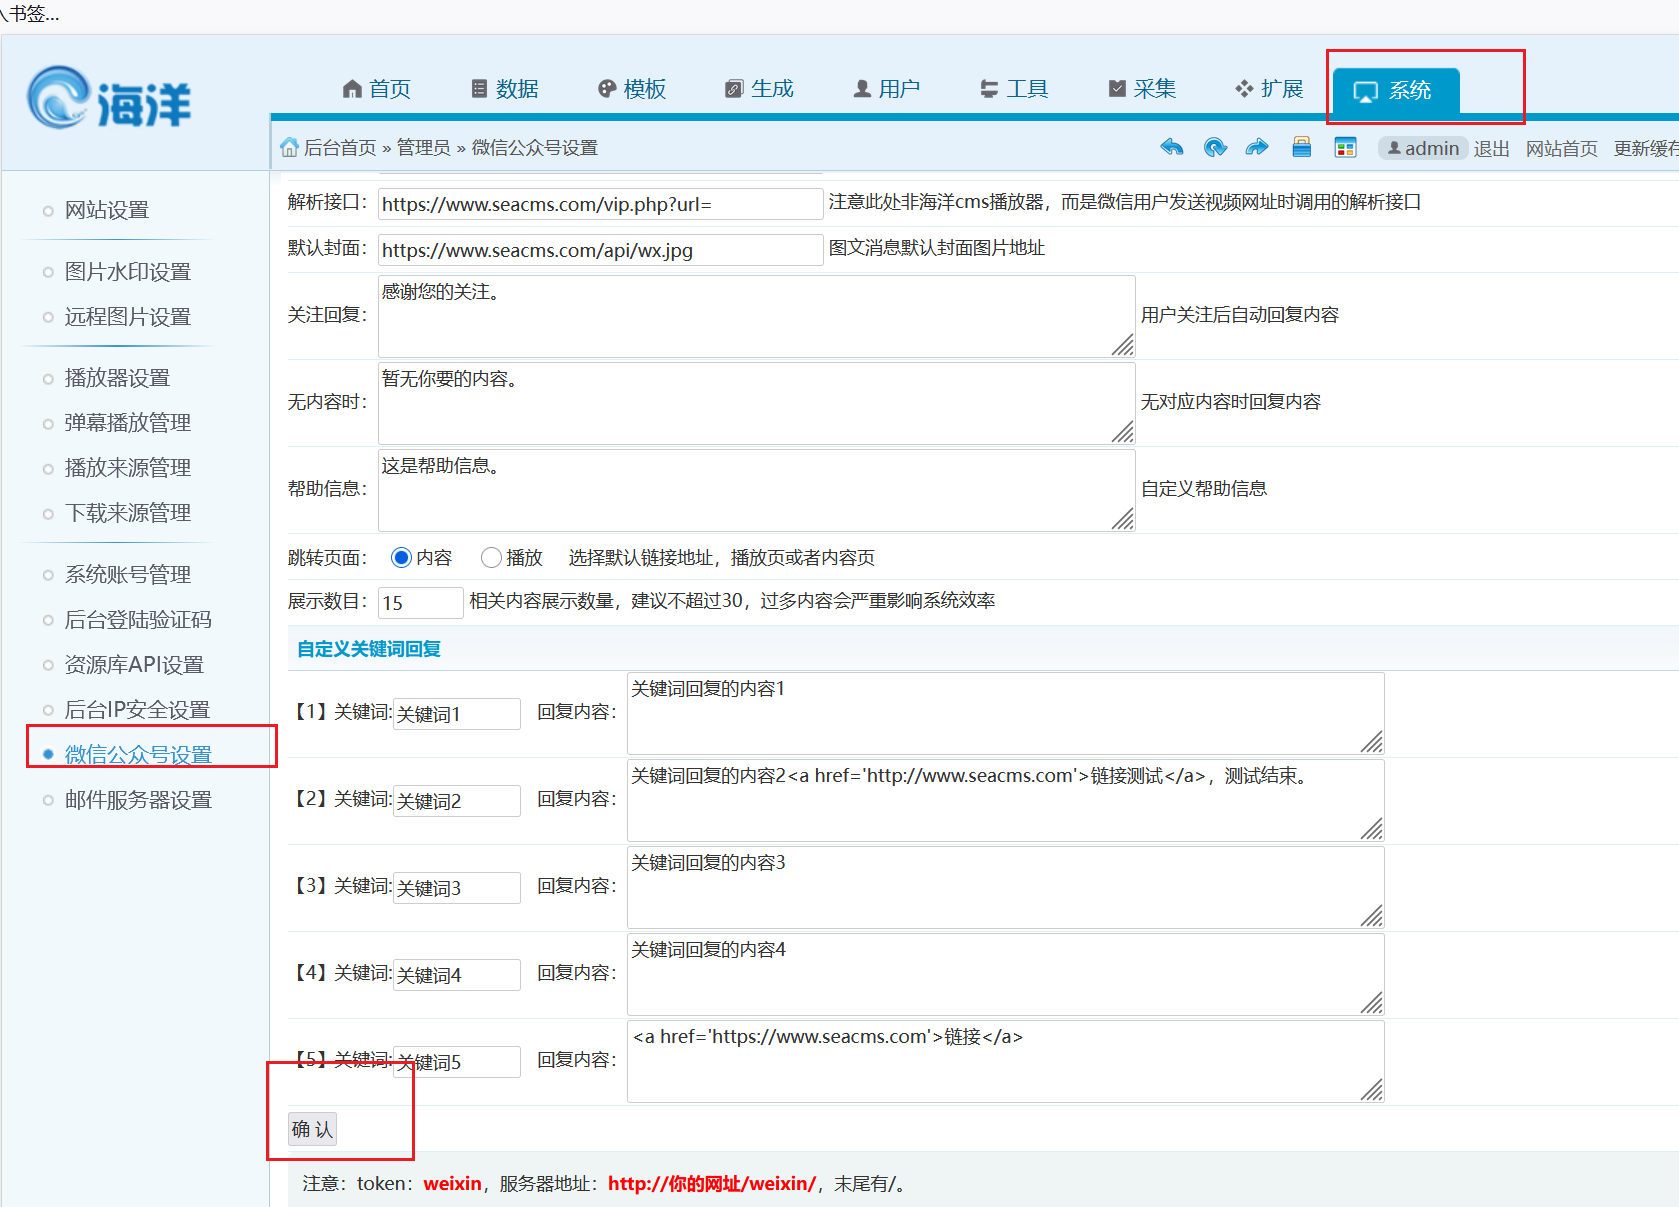 入书签...
海洋
首页 数据 模板 生成 用户 工具 采集 扩展 系统
后台首页 » 管理员 » 微信公众号设置
admin 退出 网站首页 更新缓存
网站设置
图片水印设置
远程图片设置
播放器设置
弹幕播放管理
播放来源管理
下载来源管理
系统账号管理
后台登陆验证码
资源库API设置
后台IP安全设置
微信公众号设置
邮件服务器设置
解析接口： https://www.seacms.com/vip.php?url= 注意此处非海洋cms播放器，而是微信用户发送视频网址时调用的解析接口
默认封面： https://www.seacms.com/api/wx.jpg 图文消息默认封面图片地址
关注回复： 感谢您的关注。 用户关注后自动回复内容
无内容时： 暂无你要的内容。 无对应内容时回复内容
帮助信息： 这是帮助信息。 自定义帮助信息
跳转页面： 内容 播放 选择默认链接地址，播放页或者内容页
展示数目： 15 相关内容展示数量，建议不超过30，过多内容会严重影响系统效率
自定义关键词回复
【1】关键词: 关键词1 回复内容： 关键词回复的内容1
【2】关键词: 关键词2 回复内容： 关键词回复的内容2<a href='http://www.seacms.com'>链接测试</a>，测试结束。
【3】关键词: 关键词3 回复内容： 关键词回复的内容3
【4】关键词: 关键词4 回复内容： 关键词回复的内容4
【5】关键词: 关键词5 回复内容： <a href='https://www.seacms.com'>链接</a>
确 认
注意：token：weixin，服务器地址：http://你的网址/weixin/，末尾有/。